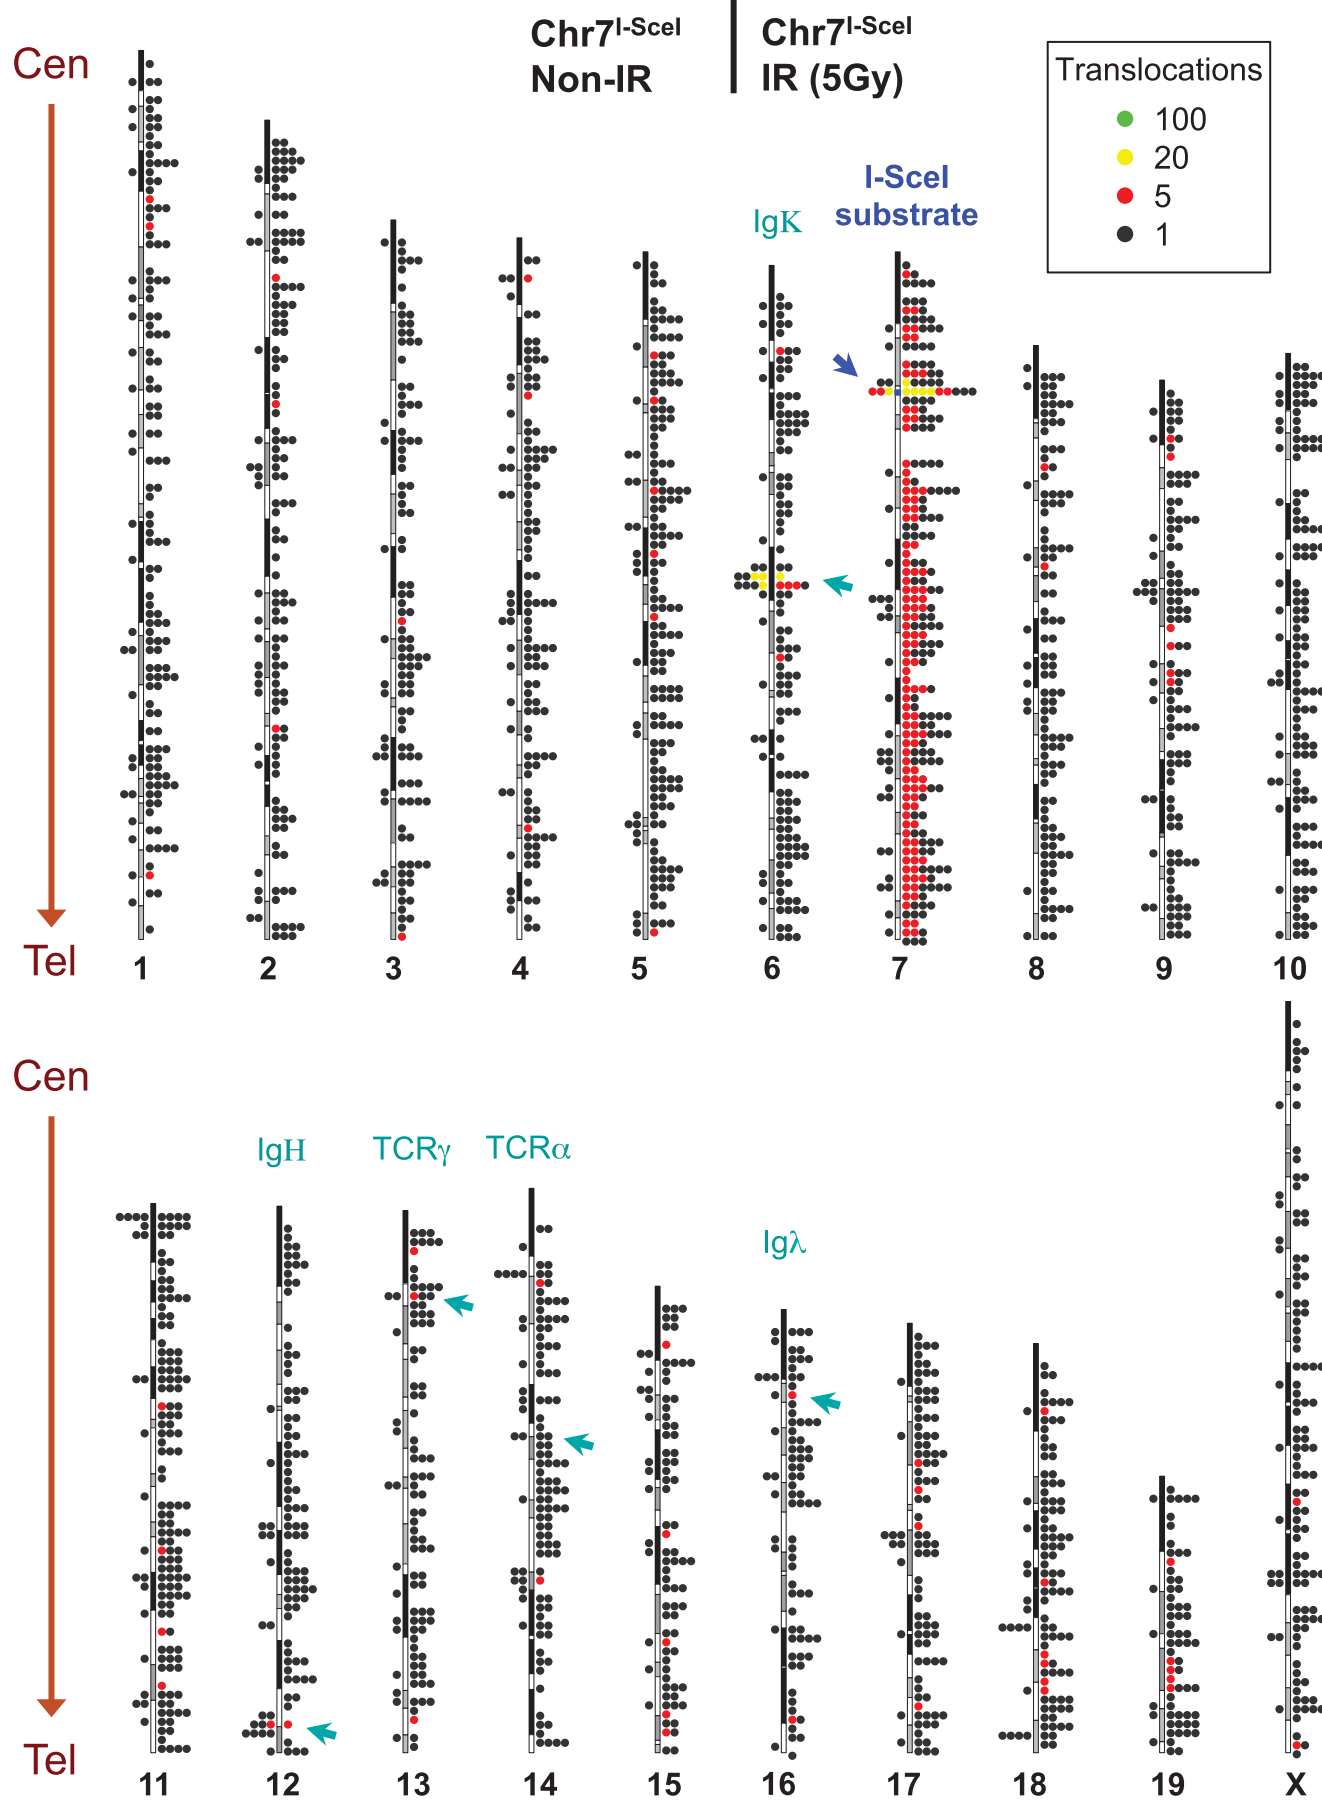 Chr7I-SceI
Non-IR
Chr7I-SceI
IR (5Gy)
Cen
Translocations
100
20
5
1
I-SceI
substrate
IgK
Tel
1 2 3 4 5 6 7 8 9 10
Cen
IgH
TCRγ
TCRα
Igλ
Tel
11 12 13 14 15 16 17 18 19 X